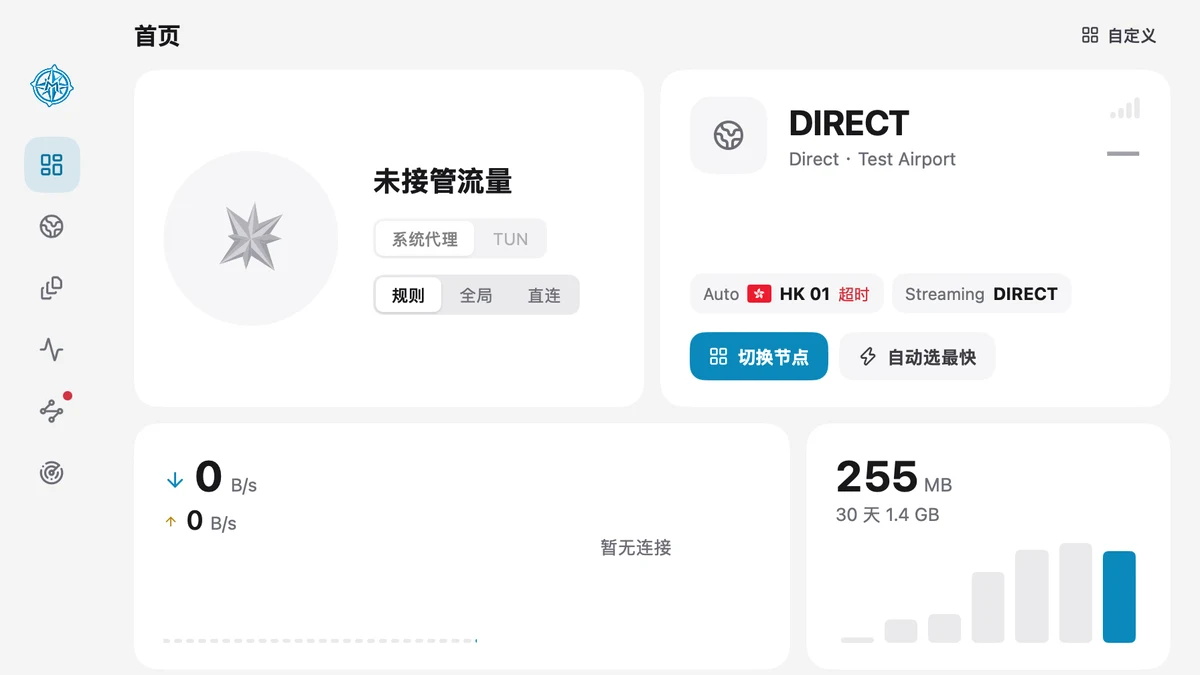 首页
自定义
未接管流量
系统代理 TUN
规则 全局 直连
DIRECT
Direct · Test Airport
Auto HK 01 超时 Streaming DIRECT
切换节点 自动选最快
0 B/s
0 B/s
暂无连接
255 MB
30 天 1.4 GB